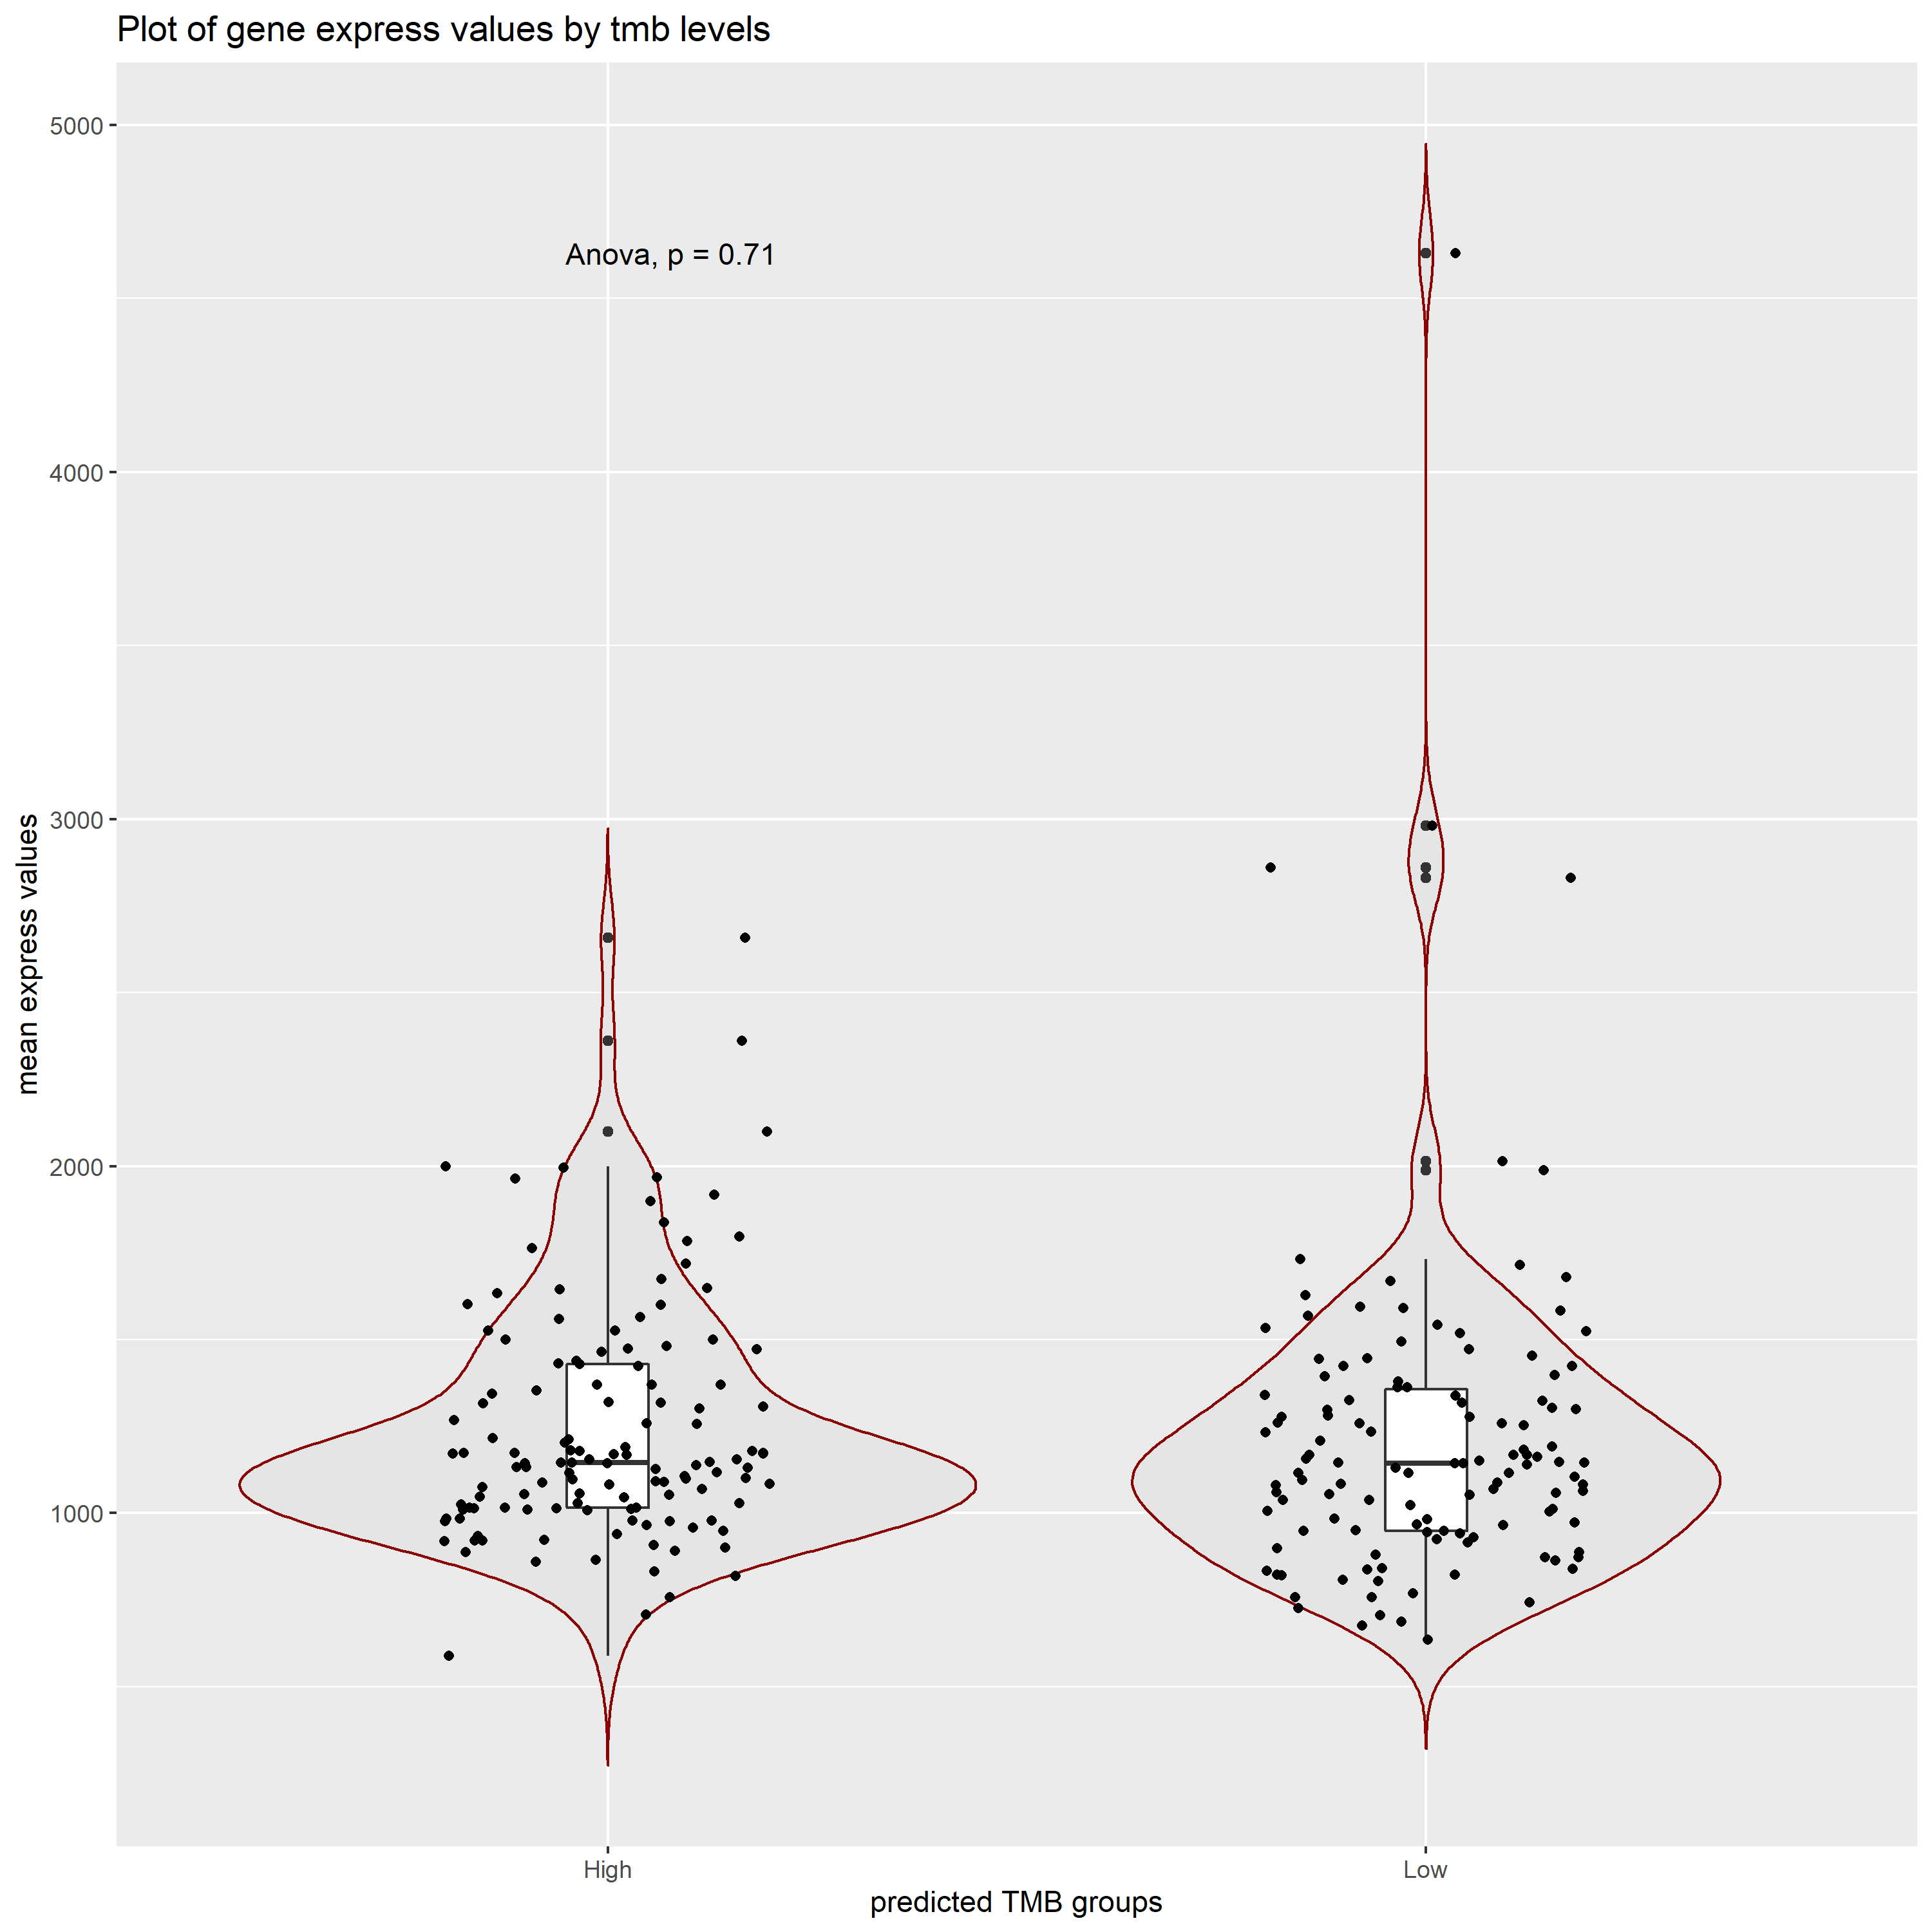 Plot of gene express values by tmb levels
5000
Anova, p = 0.71
4000
3000
mean express values
2000
1000
High
Low
predicted TMB groups